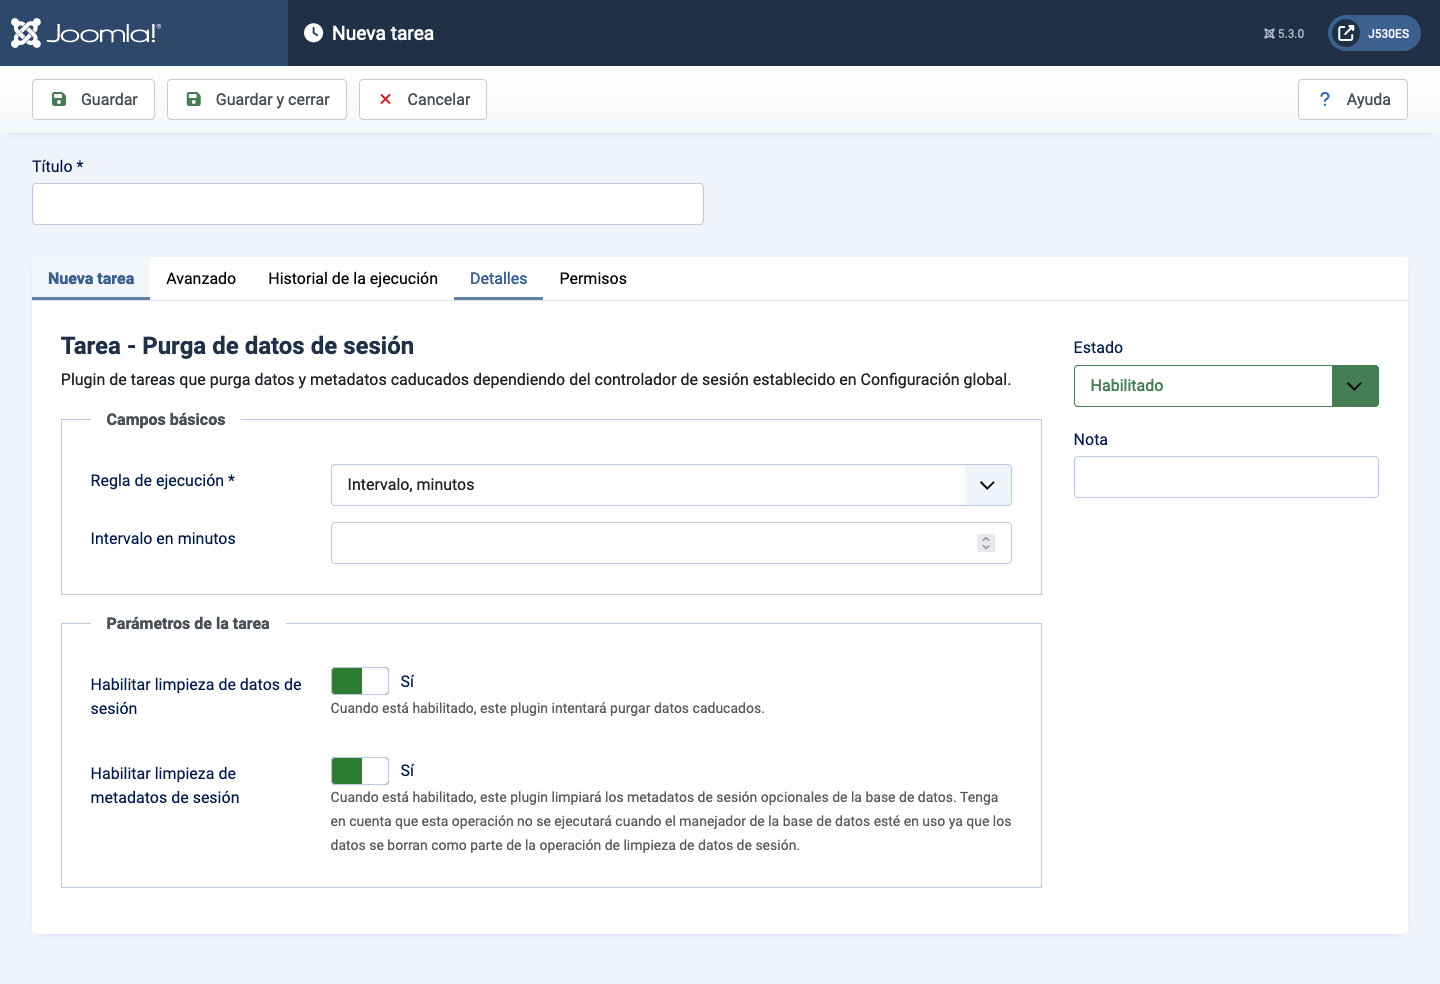 Joomla!®
Nueva tarea
5.3.0
J530ES
Guardar
Guardar y cerrar
Cancelar
? Ayuda
Título *
Nueva tarea
Avanzado
Historial de la ejecución
Detalles
Permisos
Tarea - Purga de datos de sesión
Plugin de tareas que purga datos y metadatos caducados dependiendo del controlador de sesión establecido en Configuración global.
Estado
Habilitado
Nota
Campos básicos
Regla de ejecución *
Intervalo, minutos
Intervalo en minutos
Parámetros de la tarea
Habilitar limpieza de datos de
sesión
Sí
Cuando está habilitado, este plugin intentará purgar datos caducados.
Habilitar limpieza de
metadatos de sesión
Sí
Cuando está habilitado, este plugin limpiará los metadatos de sesión opcionales de la base de datos. Tenga
en cuenta que esta operación no se ejecutará cuando el manejador de la base de datos esté en uso ya que los
datos se borran como parte de la operación de limpieza de datos de sesión.